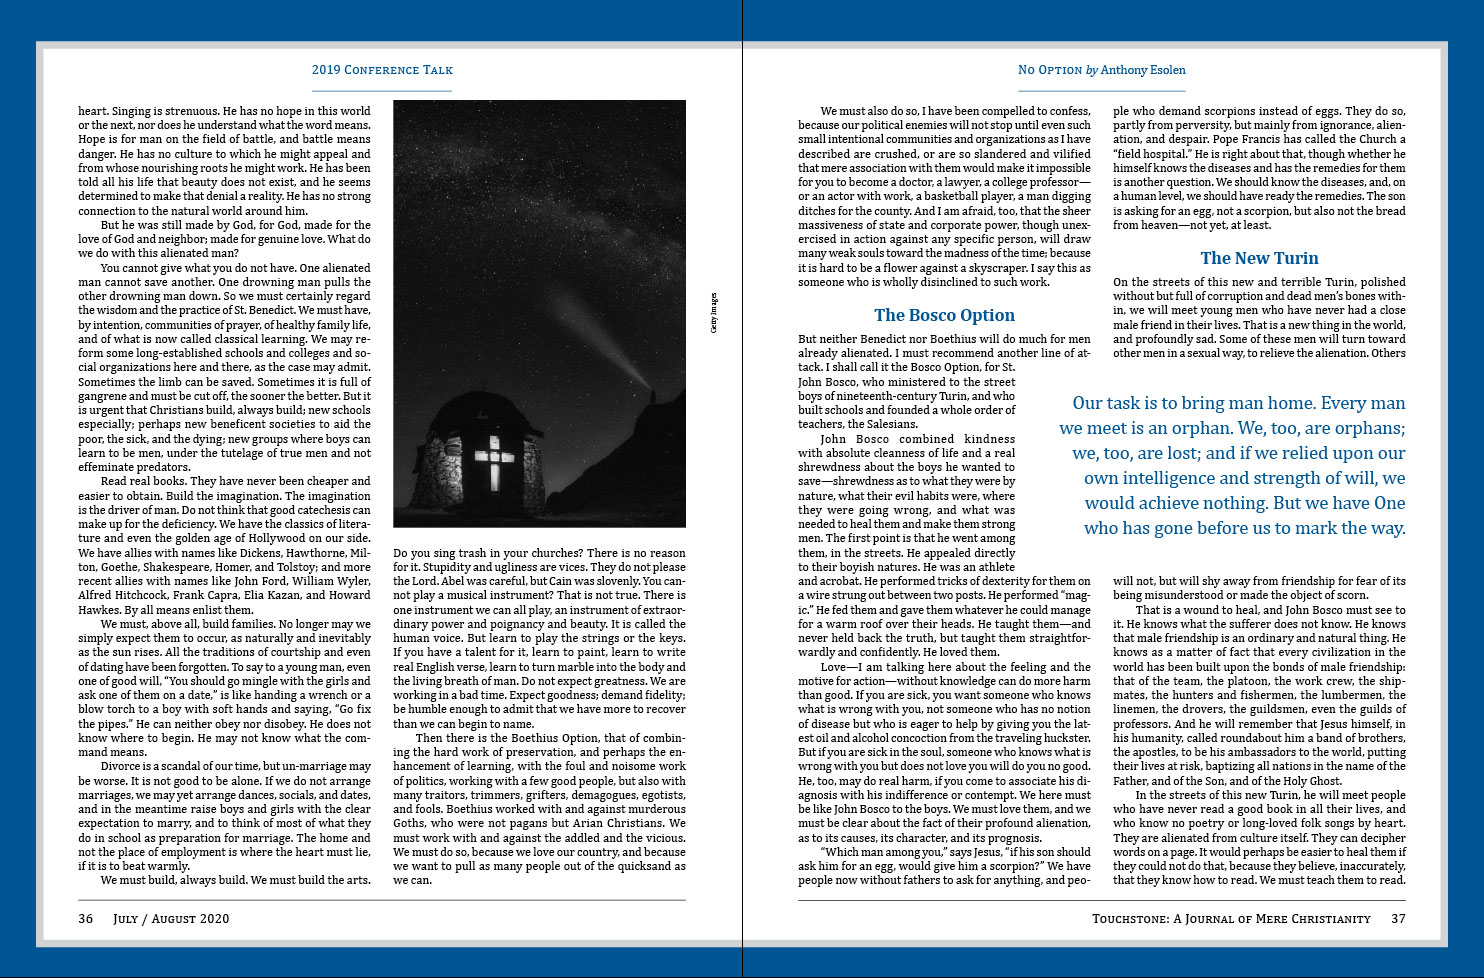 2019 Conference Talk
heart. Singing is strenuous. He has no hope in this world
or the next, nor does he understand what the word means.
Hope is for man on the field of battle, and battle means
danger. He has no culture to which he might appeal and
from whose nourishing roots he might work. He has been
told all his life that beauty does not exist, and he seems
determined to make that denial a reality. He has no strong
connection to the natural world around him.
But he was still made by God, for God, made for the
love of God and neighbor; made for genuine love. What do
we do with this alienated man?
You cannot give what you do not have. One alienated
man cannot save another. One drowning man pulls the
other drowning man down. So we must certainly regard
the wisdom and the practice of St. Benedict. We must have,
by intention, communities of prayer, of healthy family life,
and of what is now called classical learning. We may re-
form some long-established schools and colleges and so-
cial organizations here and there, as the case may admit.
Sometimes the limb can be saved. Sometimes it is full of
gangrene and must be cut off, the sooner the better. But it
is urgent that Christians build, always build; new schools
especially; perhaps new beneficent societies to aid the
poor, the sick, and the dying; new groups where boys can
learn to be men, under the tutelage of true men and not
effeminate predators.
Read real books. They have never been cheaper and
easier to obtain. Build the imagination. The imagination
is the driver of man. Do not think that good catechesis can
make up for the deficiency. We have the classics of litera-
ture and even the golden age of Hollywood on our side.
We have allies with names like Dickens, Hawthorne, Mil-
ton, Goethe, Shakespeare, Homer, and Tolstoy; and more
recent allies with names like John Ford, William Wyler,
Alfred Hitchcock, Frank Capra, Elia Kazan, and Howard
Hawkes. By all means enlist them.
We must, above all, build families. No longer may we
simply expect them to occur, as naturally and inevitably
as the sun rises. All the traditions of courtship and even
of dating have been forgotten. To say to a young man, even
one of good will, “You should go mingle with the girls and
ask one of them on a date,” is like handing a wrench or a
blow torch to a boy with soft hands and saying, “Go fix
the pipes.” He can neither obey nor disobey. He does not
know where to begin. He may not know what the com-
mand means.
Divorce is a scandal of our time, but un-marriage may
be worse. It is not good to be alone. If we do not arrange
marriages, we may yet arrange dances, socials, and dates,
and in the meantime raise boys and girls with the clear
expectation to marry, and to think of most of what they
do in school as preparation for marriage. The home and
not the place of employment is where the heart must lie,
if it is to beat warmly.
We must build, always build. We must build the arts.
Getty Images
Do you sing trash in your churches? There is no reason
for it. Stupidity and ugliness are vices. They do not please
the Lord. Abel was careful, but Cain was slovenly. You can-
not play a musical instrument? That is not true. There is
one instrument we can all play, an instrument of extraor-
dinary power and poignancy and beauty. It is called the
human voice. But learn to play the strings or the keys.
If you have a talent for it, learn to paint, learn to write
real English verse, learn to turn marble into the body and
the living breath of man. Do not expect greatness. We are
working in a bad time. Expect goodness; demand fidelity;
be humble enough to admit that we have more to recover
than we can begin to name.
Then there is the Boethius Option, that of combin-
ing the hard work of preservation, and perhaps the en-
hancement of learning, with the foul and noisome work
of politics, working with a few good people, but also with
many traitors, trimmers, grifters, demagogues, egotists,
and fools. Boethius worked with and against murderous
Goths, who were not pagans but Arian Christians. We
must work with and against the addled and the vicious.
We must do so, because we love our country, and because
we want to pull as many people out of the quicksand as
we can.
36 July / August 2020
No Option by Anthony Esolen
We must also do so, I have been compelled to confess,
because our political enemies will not stop until even such
small intentional communities and organizations as I have
described are crushed, or are so slandered and vilified
that mere association with them would make it impossible
for you to become a doctor, a lawyer, a college professor—
or an actor with work, a basketball player, a man digging
ditches for the county. And I am afraid, too, that the sheer
massiveness of state and corporate power, though unex-
ercised in action against any specific person, will draw
many weak souls toward the madness of the time; because
it is hard to be a flower against a skyscraper. I say this as
someone who is wholly disinclined to such work.
The Bosco Option
But neither Benedict nor Boethius will do much for men
already alienated. I must recommend another line of at-
tack. I shall call it the Bosco Option, for St.
John Bosco, who ministered to the street
boys of nineteenth-century Turin, and who
built schools and founded a whole order of
teachers, the Salesians.
John Bosco combined kindness
with absolute cleanness of life and a real
shrewdness about the boys he wanted to
save—shrewdness as to what they were by
nature, what their evil habits were, where
they were going wrong, and what was
needed to heal them and make them strong
men. The first point is that he went among
them, in the streets. He appealed directly
to their boyish natures. He was an athlete
and acrobat. He performed tricks of dexterity for them on
a wire strung out between two posts. He performed “mag-
ic.” He fed them and gave them whatever he could manage
for a warm roof over their heads. He taught them—and
never held back the truth, but taught them straightfor-
wardly and confidently. He loved them.
Love—I am talking here about the feeling and the
motive for action—without knowledge can do more harm
than good. If you are sick, you want someone who knows
what is wrong with you, not someone who has no notion
of disease but who is eager to help by giving you the lat-
est oil and alcohol concoction from the traveling huckster.
But if you are sick in the soul, someone who knows what is
wrong with you but does not love you will do you no good.
He, too, may do real harm, if you come to associate his di-
agnosis with his indifference or contempt. We here must
be like John Bosco to the boys. We must love them, and we
must be clear about the fact of their profound alienation,
as to its causes, its character, and its prognosis.
“Which man among you,” says Jesus, “if his son should
ask him for an egg, would give him a scorpion?” We have
people now without fathers to ask for anything, and peo-
ple who demand scorpions instead of eggs. They do so,
partly from perversity, but mainly from ignorance, alien-
ation, and despair. Pope Francis has called the Church a
“field hospital.” He is right about that, though whether he
himself knows the diseases and has the remedies for them
is another question. We should know the diseases, and, on
a human level, we should have ready the remedies. The son
is asking for an egg, not a scorpion, but also not the bread
from heaven—not yet, at least.
The New Turin
On the streets of this new and terrible Turin, polished
without but full of corruption and dead men’s bones with-
in, we will meet young men who have never had a close
male friend in their lives. That is a new thing in the world,
and profoundly sad. Some of these men will turn toward
other men in a sexual way, to relieve the alienation. Others
Our task is to bring man home. Every man
we meet is an orphan. We, too, are orphans;
we, too, are lost; and if we relied upon our
own intelligence and strength of will, we
would achieve nothing. But we have One
who has gone before us to mark the way.
will not, but will shy away from friendship for fear of its
being misunderstood or made the object of scorn.
That is a wound to heal, and John Bosco must see to
it. He knows what the sufferer does not know. He knows
that male friendship is an ordinary and natural thing. He
knows as a matter of fact that every civilization in the
world has been built upon the bonds of male friendship:
that of the team, the platoon, the work crew, the ship-
mates, the hunters and fishermen, the lumbermen, the
linemen, the drovers, the guildsmen, even the guilds of
professors. And he will remember that Jesus himself, in
his humanity, called roundabout him a band of brothers,
the apostles, to be his ambassadors to the world, putting
their lives at risk, baptizing all nations in the name of the
Father, and of the Son, and of the Holy Ghost.
In the streets of this new Turin, he will meet people
who have never read a good book in all their lives, and
who know no poetry or long-loved folk songs by heart.
They are alienated from culture itself. They can decipher
words on a page. It would perhaps be easier to heal them if
they could not do that, because they believe, inaccurately,
that they know how to read. We must teach them to read.
Touchstone: A Journal of Mere Christianity 37